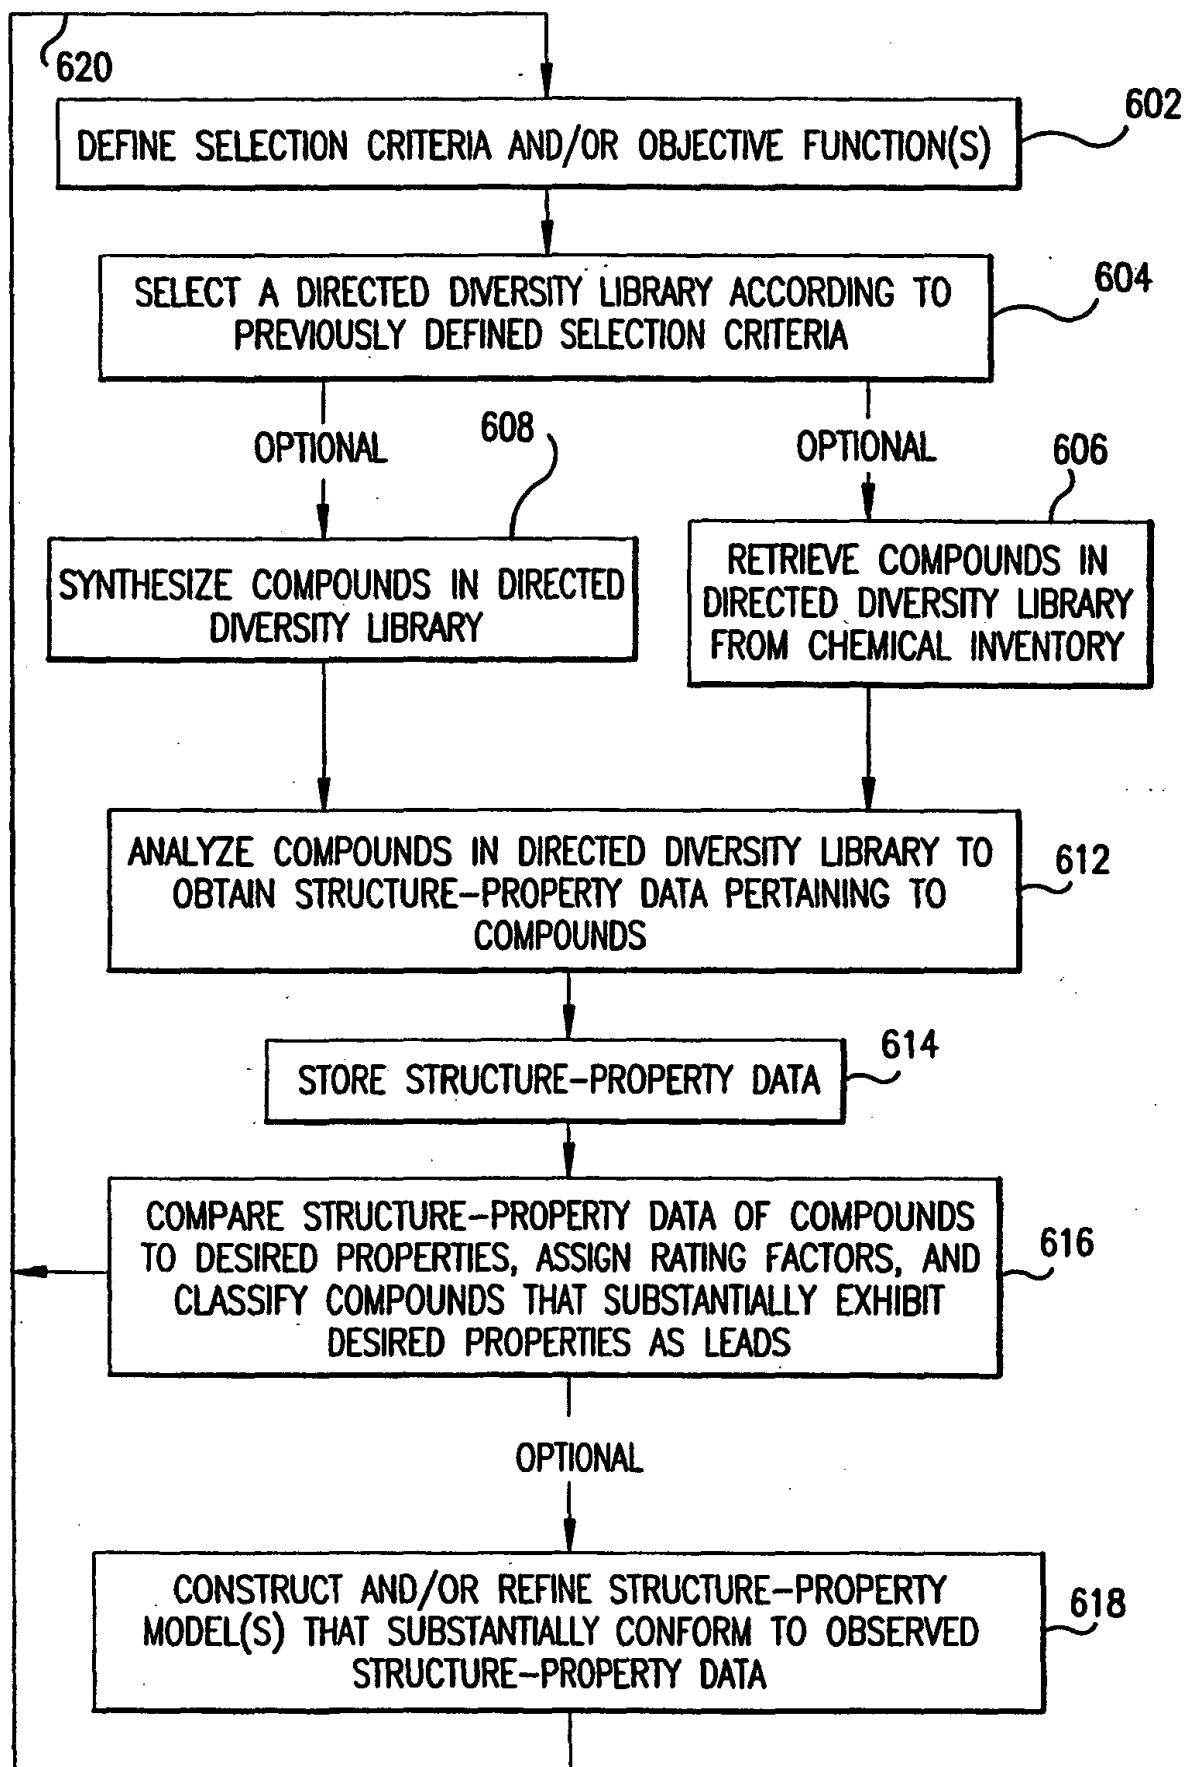 620
602
DEFINE SELECTION CRITERIA AND/OR OBJECTIVE FUNCTION(S)
604
SELECT A DIRECTED DIVERSITY LIBRARY ACCORDING TO
PREVIOUSLY DEFINED SELECTION CRITERIA
OPTIONAL
608
OPTIONAL
606
SYNTHESIZE COMPOUNDS IN DIRECTED
DIVERSITY LIBRARY
RETRIEVE COMPOUNDS IN
DIRECTED DIVERSITY LIBRARY
FROM CHEMICAL INVENTORY
ANALYZE COMPOUNDS IN DIRECTED DIVERSITY LIBRARY TO
OBTAIN STRUCTURE-PROPERTY DATA PERTAINING TO
COMPOUNDS
612
614
STORE STRUCTURE-PROPERTY DATA
COMPARE STRUCTURE-PROPERTY DATA OF COMPOUNDS
TO DESIRED PROPERTIES, ASSIGN RATING FACTORS, AND
CLASSIFY COMPOUNDS THAT SUBSTANTIALLY EXHIBIT
DESIRED PROPERTIES AS LEADS
616
OPTIONAL
CONSTRUCT AND/OR REFINE STRUCTURE-PROPERTY
MODEL(S) THAT SUBSTANTIALLY CONFORM TO OBSERVED
STRUCTURE-PROPERTY DATA
618